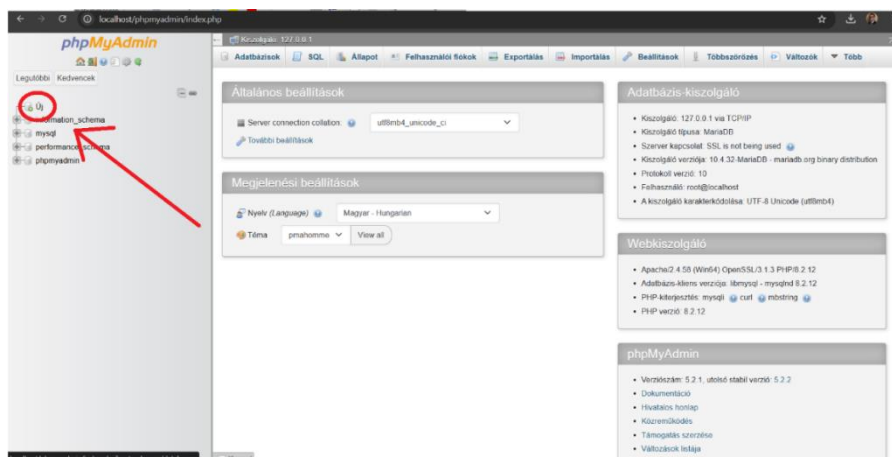 localhost/phpmyadmin/index.php
phpMyAdmin
Legutóbbi Kedvencek
Új
information_schema
mysql
performance_schema
phpmyadmin
Kiszolgáló: 127.0.0.1
Adatbázisok SQL Állapot Felhasználói fiókok Exportálás Importálás Beállítások Többszörözés Változók Több
Általános beállítások
Server connection collation: utf8mb4_unicode_ci
További beállítások
Megjelenési beállítások
Nyelv (Language) Magyar - Hungarian
Téma pmahomme View all
Adatbázis-kiszolgáló
• Kiszolgáló: 127.0.0.1 via TCP/IP
• Kiszolgáló típusa: MariaDB
• Szerver kapcsolat: SSL is not being used
• Kiszolgáló verziója: 10.4.32-MariaDB - mariadb.org binary distribution
• Protokoll verzió: 10
• Felhasználó: root@localhost
• A kiszolgáló karakterkódolása: UTF-8 Unicode (utf8mb4)
Webkiszolgáló
• Apache/2.4.58 (Win64) OpenSSL/3.1.3 PHP/8.2.12
• Adatbázis-kliens verziója: libmysql - mysqlnd 8.2.12
• PHP-kiterjesztés: mysqli curl mbstring
• PHP verzió: 8.2.12
phpMyAdmin
• Verziószám: 5.2.1, utolsó stabil verzió: 5.2.2
• Dokumentáció
• Hivatalos honlap
• Közreműködés
• Támogatás szerzése
• Változások listája